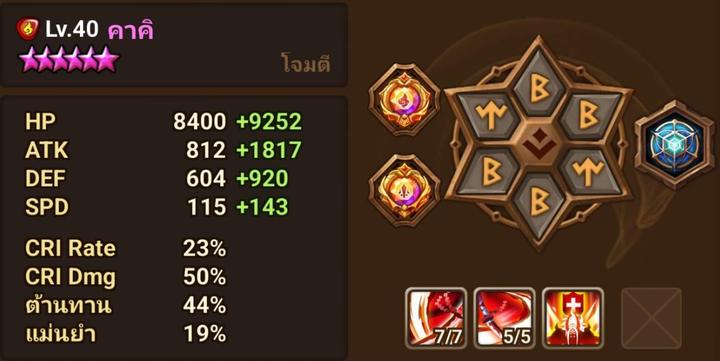 Lv.40 คาคิ
โจมตี
HP 8400 +9252
ATK 812 +1817
DEF 604 +920
SPD 115 +143
CRI Rate 23%
CRI Dmg 50%
ต้านทาน 44%
แม่นยำ 19%
7/7 5/5